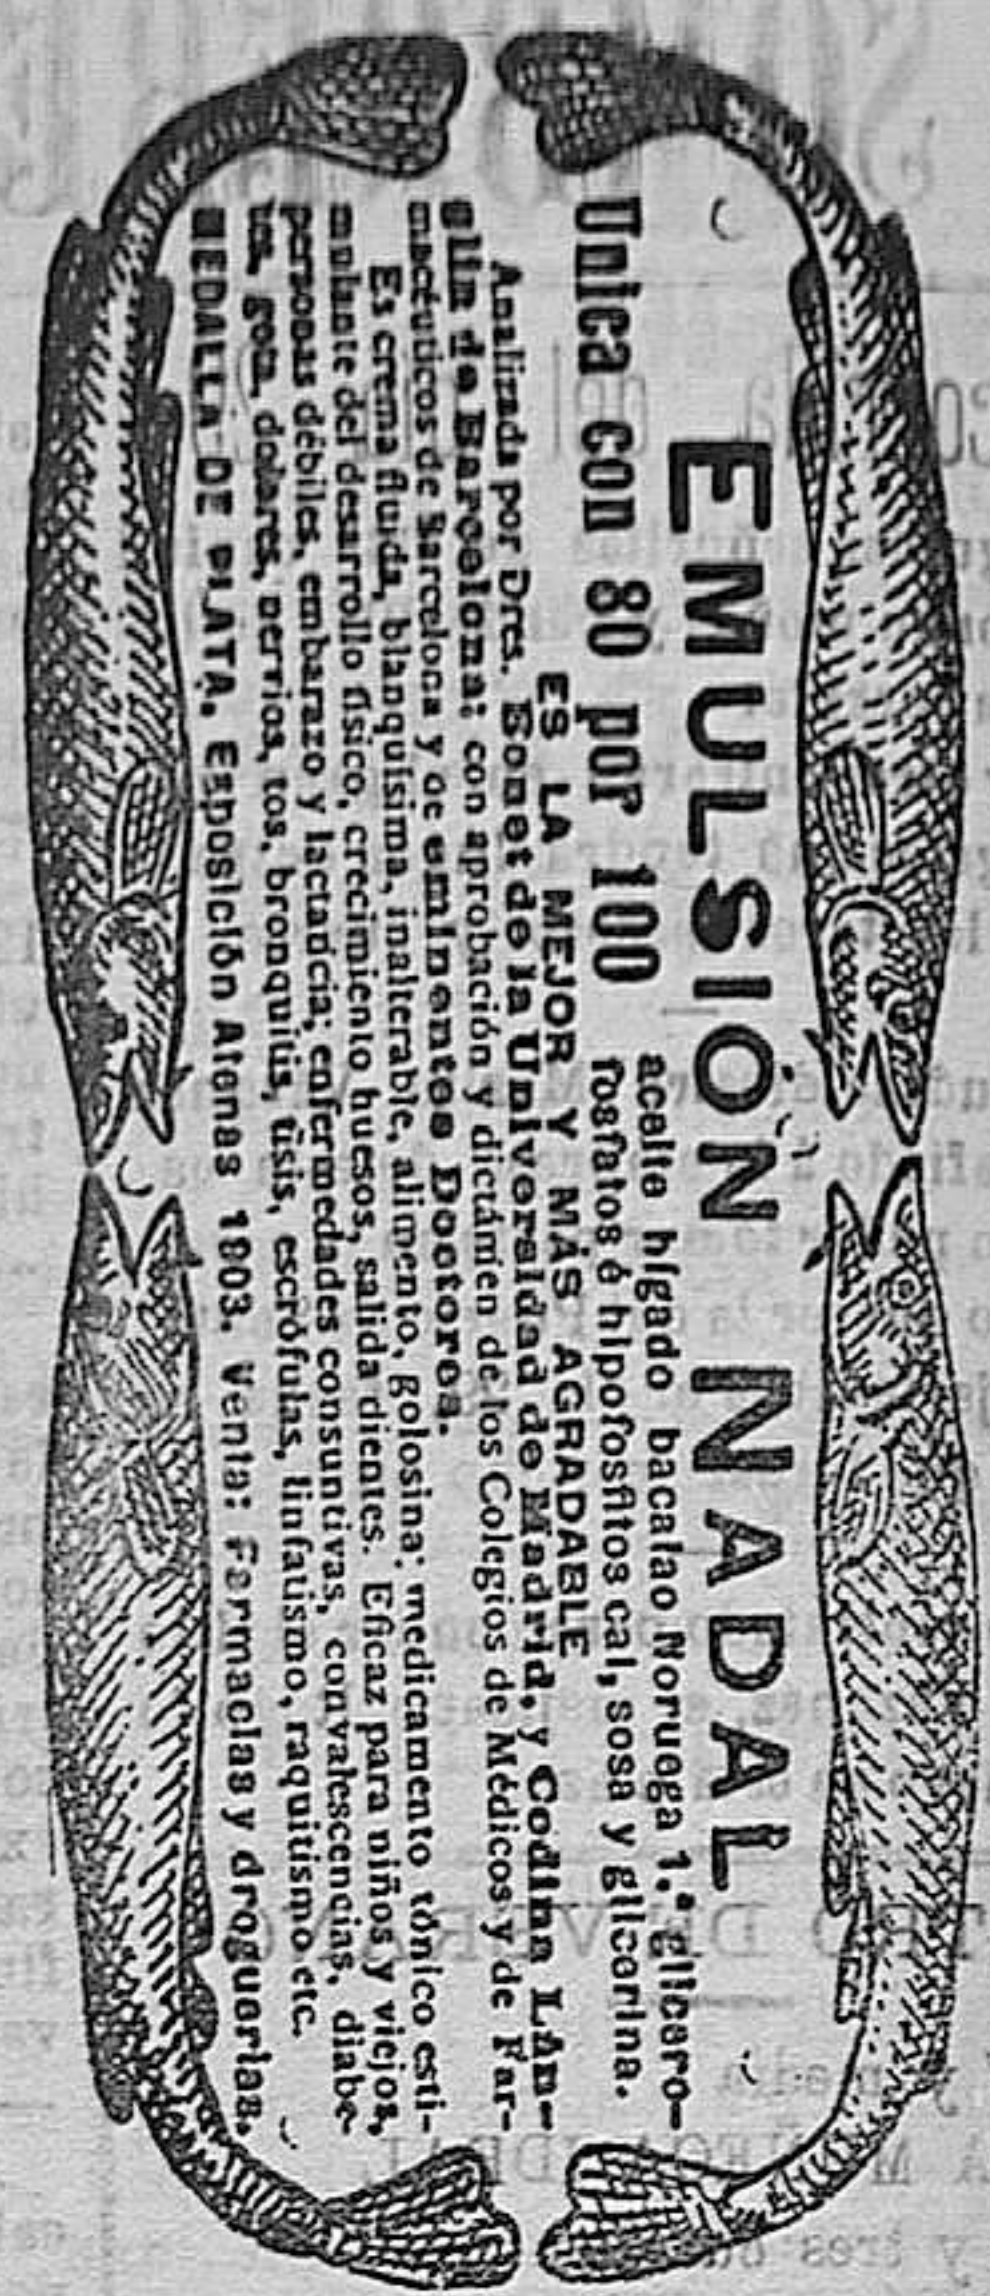 EMULSIÓN NADAL
Unica con 80 por 100 aceite hígado bacalao Noruega 1.ª glicero-
fosfatos é hipofosfitos cal, sosa y glicerina.
ES LA MEJOR Y MÁS AGRADABLE
Analizada por Dres. Bonet de la Universidad de Madrid, y Codina Län-
glin de Barcelona: con aprobación y dictámen de los Colegios de Médicos y de Far-
macéuticos de Barcelona y de eminentes Doctores.
Es crema fluida, blanquísima, inalterable, alimento, golosina: medicamento tónico esti-
mulante del desarrollo físico, crecimiento huesos, salida dientes. Eficaz para niños y viejos,
personas débiles, embarazo y lactancia; enfermedades consuntivas, convalescencias, diabe-
tes, gota, dolores, nervios, tos, bronquitis, tisis, escrófulas, linfatismo, raquitismo etc.
MEDALLA DE PLATA, Exposición Atenas 1903. Venta: Farmacias y droguerías.